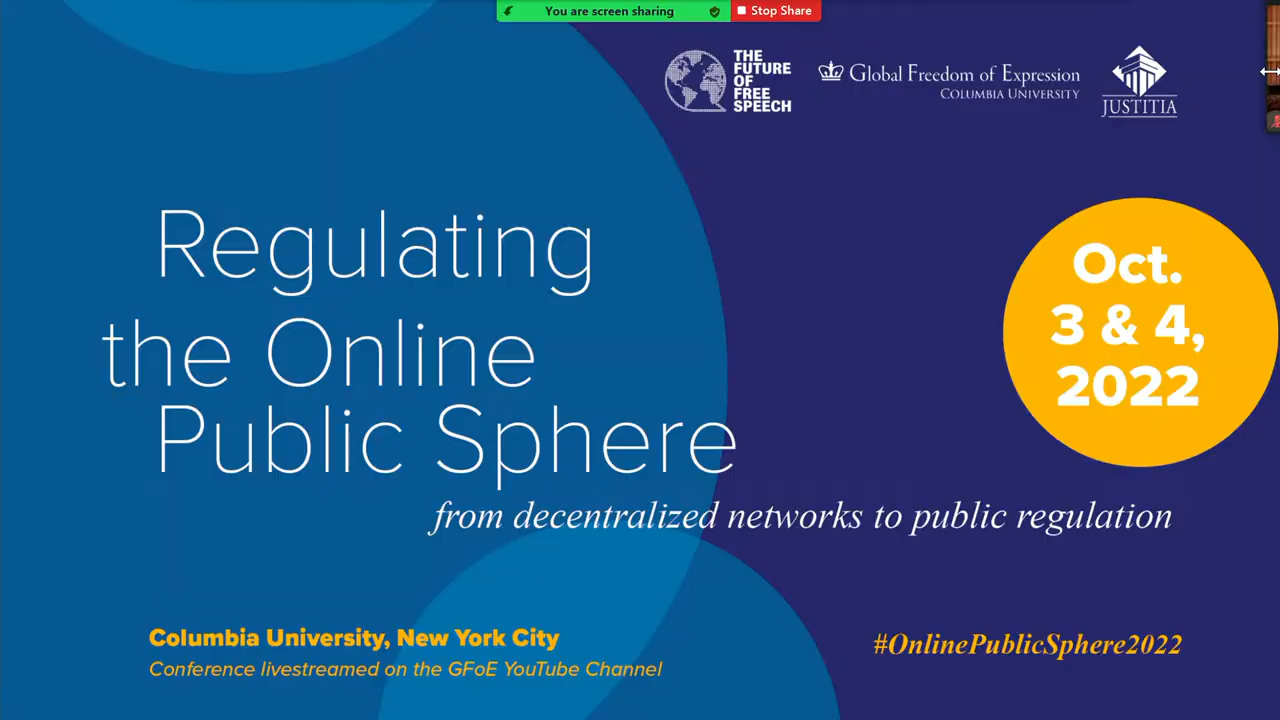 You are screen sharing
Stop Share
THE
FUTURE
OF
FREE
SPEECH
Global Freedom of Expression
COLUMBIA UNIVERSITY
JUSTITIA
Regulating
the Online
Public Sphere
from decentralized networks to public regulation
Oct.
3 & 4,
2022
Columbia University, New York City
Conference livestreamed on the GFoE YouTube Channel
#OnlinePublicSphere2022